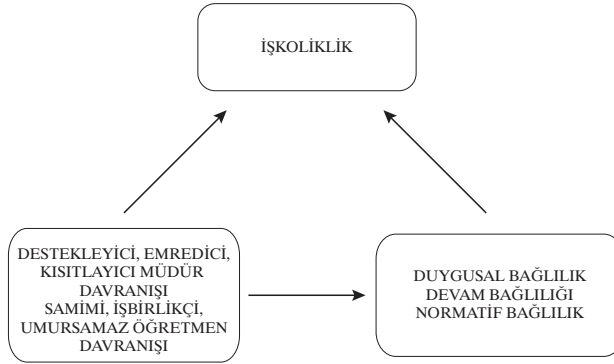 İŞKOLİKLİK
DESTEKLEYİCİ, EMREDİCİ,
KISITLAYICI MÜDÜR
DAVRANIŞI
SAMİMİ, İŞBİRLİKÇİ,
UMURSAMAZ ÖĞRETMEN
DAVRANIŞI
DUYGUSAL BAĞLILIK
DEVAM BAĞLILIĞI
NORMATİF BAĞLILIK